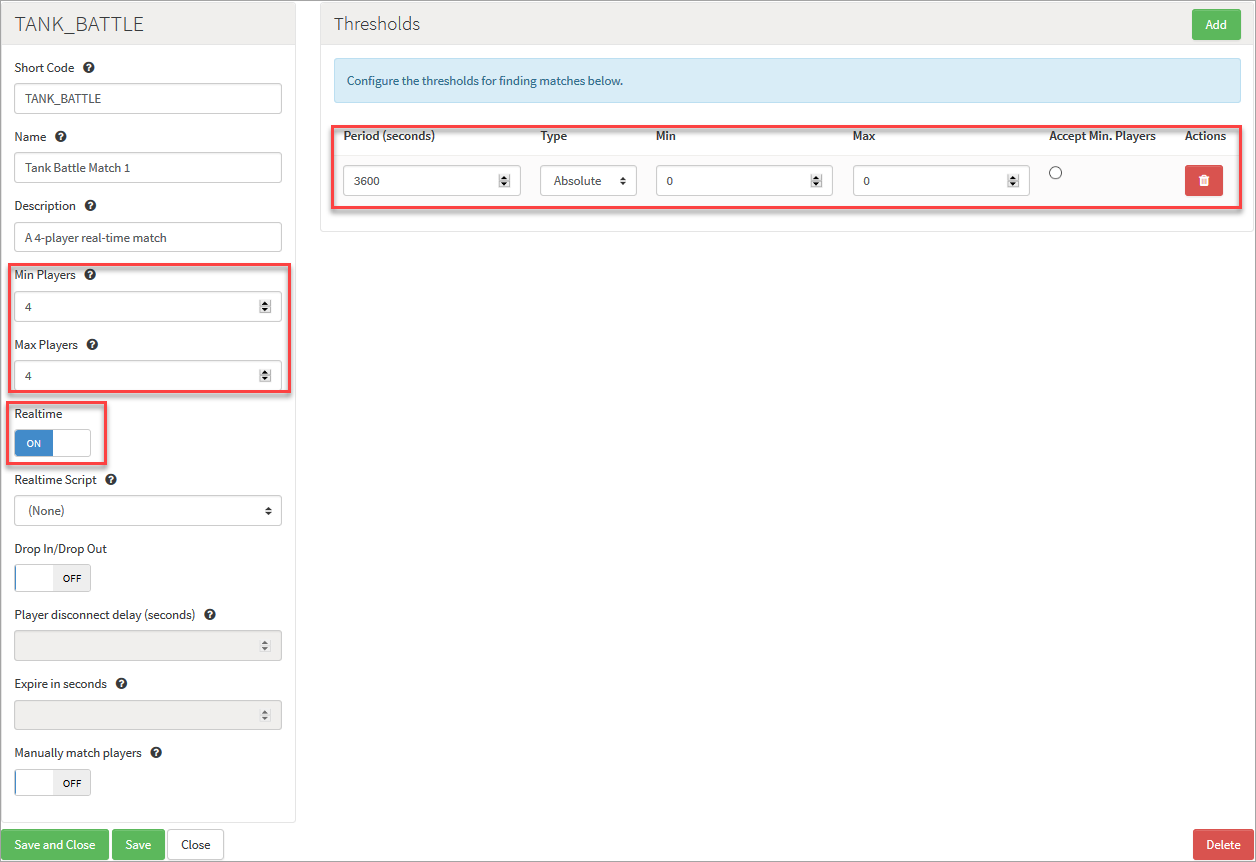 TANK_BATTLE
Short Code
TANK_BATTLE
Name
Tank Battle Match 1
Description
A 4-player real-time match
Min Players
4
Max Players
4
Realtime
ON
Realtime Script
(None)
Drop In/Drop Out
OFF
Player disconnect delay (seconds)
Expire in seconds
Manually match players
OFF
Thresholds
Add
Configure the thresholds for finding matches below.
Period (seconds) Type Min Max Accept Min. Players Actions
3600 Absolute 0 0
Save and Close Save Close Delete